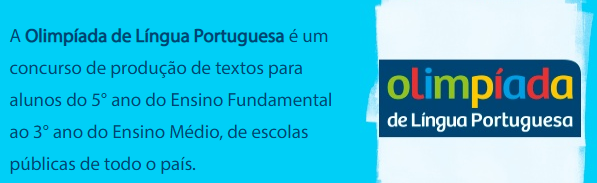 A Olimpíada de Língua Portuguesa é um
concurso de produção de textos para
alunos do 5° ano do Ensino Fundamental
ao 3° ano do Ensino Médio, de escolas
públicas de todo o país.
olimpíada
de Língua Portuguesa